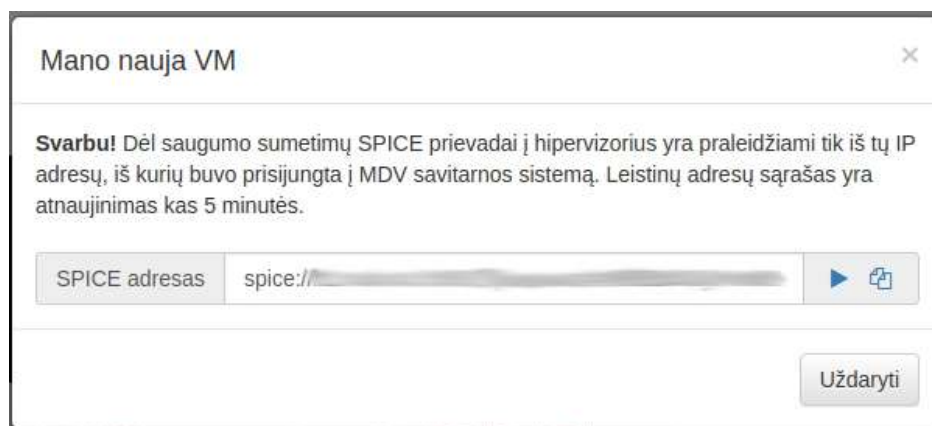 Mano nauja VM
×
Svarbu! Dėl saugumo sumetimų SPICE prievadai į hipervizorius yra praleidžiami tik iš tų IP
adresų, iš kurių buvo prisijungta į MDV savitarnos sistemą. Leistinų adresų sąrašas yra
atnaujinimas kas 5 minutės.
SPICE adresas spice://
Uždaryti